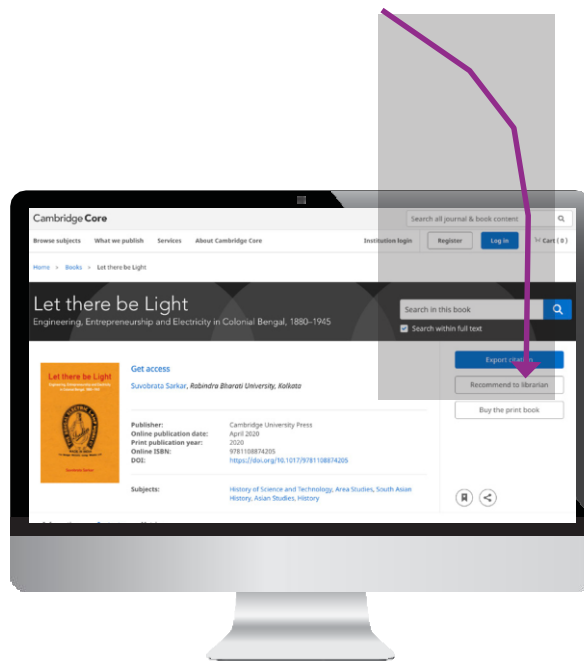 Cambridge Core
Search all journal & book content
Browse subjects What we publish Services About Cambridge Core Institution login Register Log in Cart ( 0 )
Home > Books > Let there be Light
Let there be Light
Engineering, Entrepreneurship and Electricity in Colonial Bengal, 1880–1945
Search in this book
Search within full text
Let there be Light
Suvobrata Sarkar
Get access
Suvobrata Sarkar, Rabindra Bharati University, Kolkata
Export citation
Recommend to librarian
Buy the print book
Publisher: Cambridge University Press
Online publication date: April 2020
Print publication year: 2020
Online ISBN: 9781108874205
DOI: https://doi.org/10.1017/9781108874205
Subjects: History of Science and Technology, Area Studies, South Asian
History, Asian Studies, History